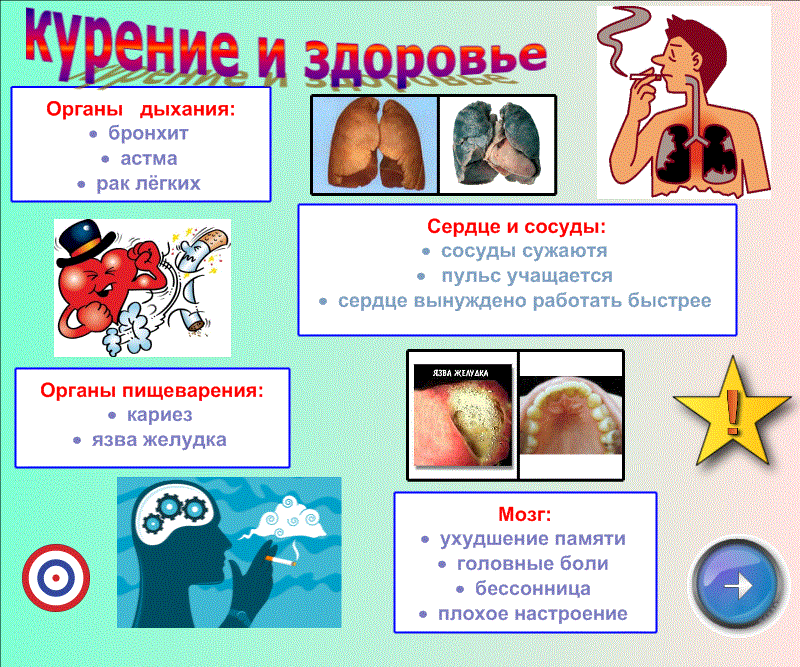 курение и здоровье
Органы дыхания:
• бронхит
• астма
• рак лёгких
Сердце и сосуды:
• сосуды сужаютя
• пульс учащается
• сердце вынуждено работать быстрее
Органы пищеварения:
• кариез
• язва желудка
ЯЗВА ЖЕЛУДКА
!
Мозг:
• ухудшение памяти
• головные боли
• бессонница
• плохое настроение